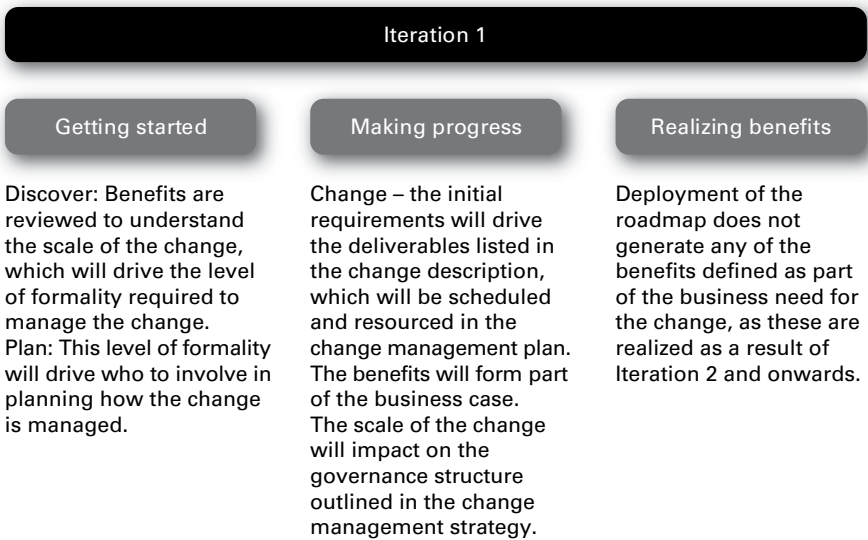 Iteration 1
Getting started
Discover: Benefits are
reviewed to understand
the scale of the change,
which will drive the level
of formality required to
manage the change.
Plan: This level of formality
will drive who to involve in
planning how the change
is managed.
Making progress
Change – the initial
requirements will drive
the deliverables listed in
the change description,
which will be scheduled
and resourced in the
change management plan.
The benefits will form part
of the business case.
The scale of the change
will impact on the
governance structure
outlined in the change
management strategy.
Realizing benefits
Deployment of the
roadmap does not
generate any of the
benefits defined as part
of the business need for
the change, as these are
realized as a result of
Iteration 2 and onwards.